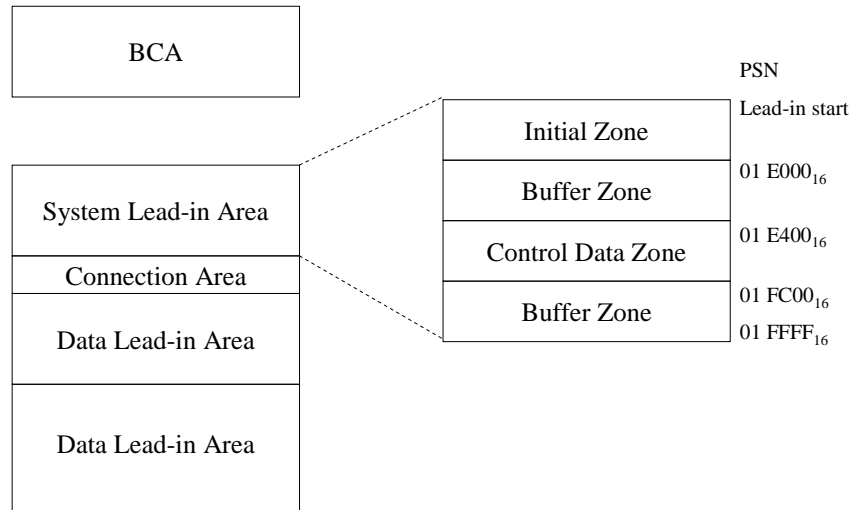 BCA
System Lead-in Area
Connection Area
Data Lead-in Area
Data Lead-in Area
PSN
Lead-in start
Initial Zone
01 E000₁₆
Buffer Zone
01 E400₁₆
Control Data Zone
01 FC00₁₆
Buffer Zone
01 FFFF₁₆